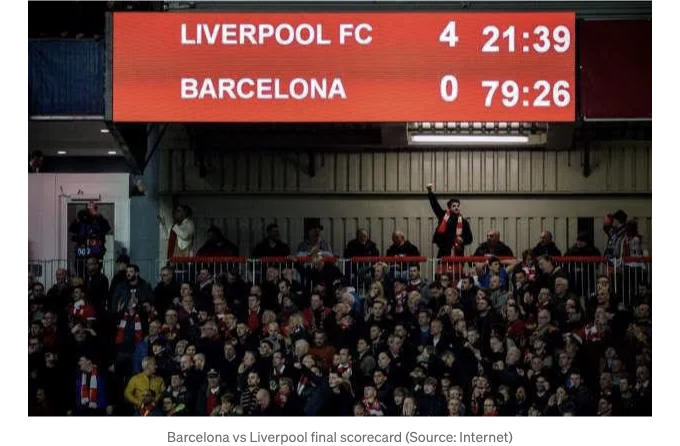 LIVERPOOL FC 4 21:39
BARCELONA 0 79:26
Barcelona vs Liverpool final scorecard (Source: Internet)